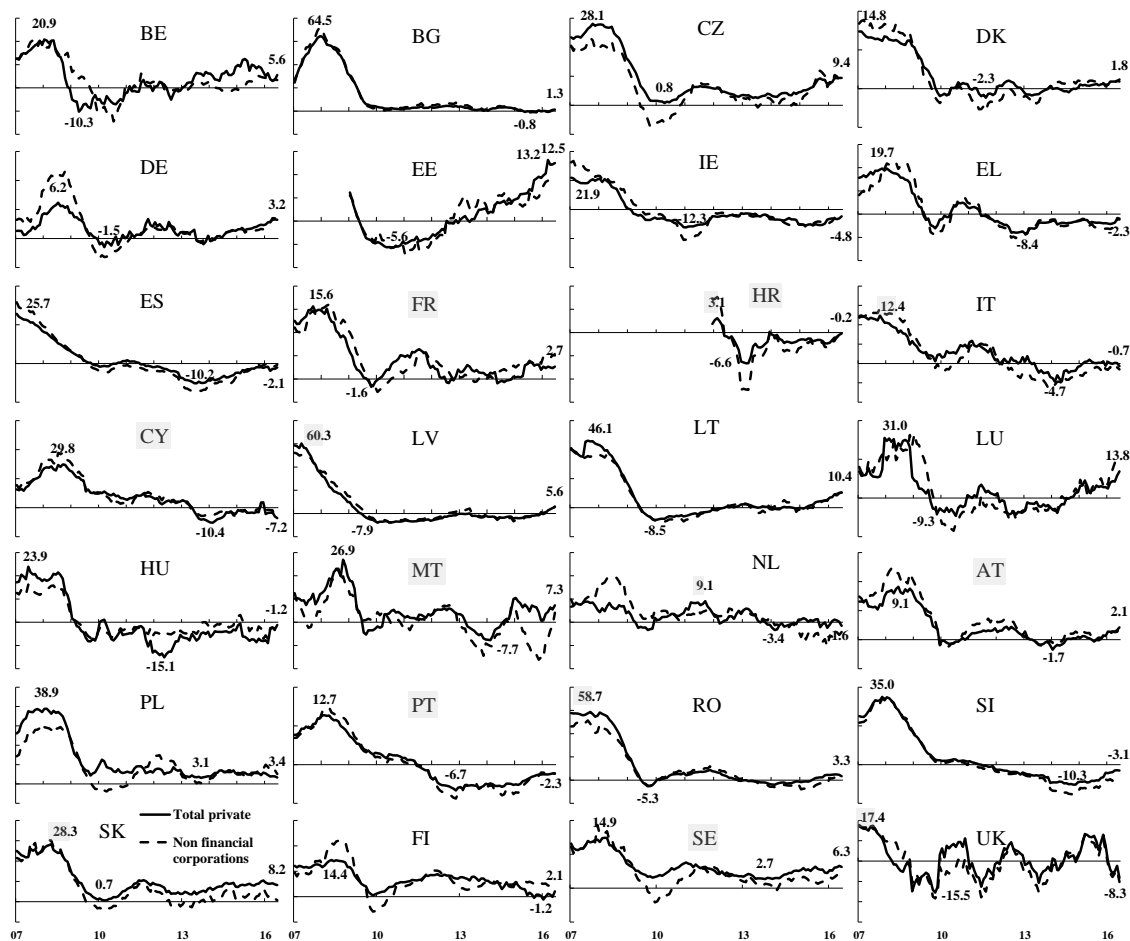 20.9 BE -10.3 5.6
64.5 BG 1.3 -0.8
28.1 CZ 0.8 9.4
14.8 DK -2.3 1.8
DE 6.2 -1.5 3.2
EE -5.6 13.2 12.5
IE 21.9 -12.3 -4.8
19.7 EL -8.4 -2.3
ES 25.7 -10.2 -2.1
15.6 FR -1.6 2.7
3.1 HR -6.6 -0.2
12.4 IT -4.7 -0.7
CY 29.8 -10.4 -7.2
60.3 LV -7.9 5.6
46.1 LT -8.5 10.4
31.0 LU -9.3 13.8
23.9 HU -15.1 -1.2
26.9 MT -7.7 7.3
NL 9.1 -3.4 -1.6
AT 9.1 -1.7 2.1
38.9 PL 3.1 3.4
12.7 PT -6.7 -2.3
58.7 RO -5.3 3.3
35.0 SI -10.3 -3.1
Total private
Non financial
corporations
28.3 SK 0.7 8.2
FI 14.4 2.1 -1.2
14.9 SE 2.7 6.3
17.4 UK -15.5 -8.3
07 10 13 16
07 10 13 16
07 10 13 16
07 10 13 16